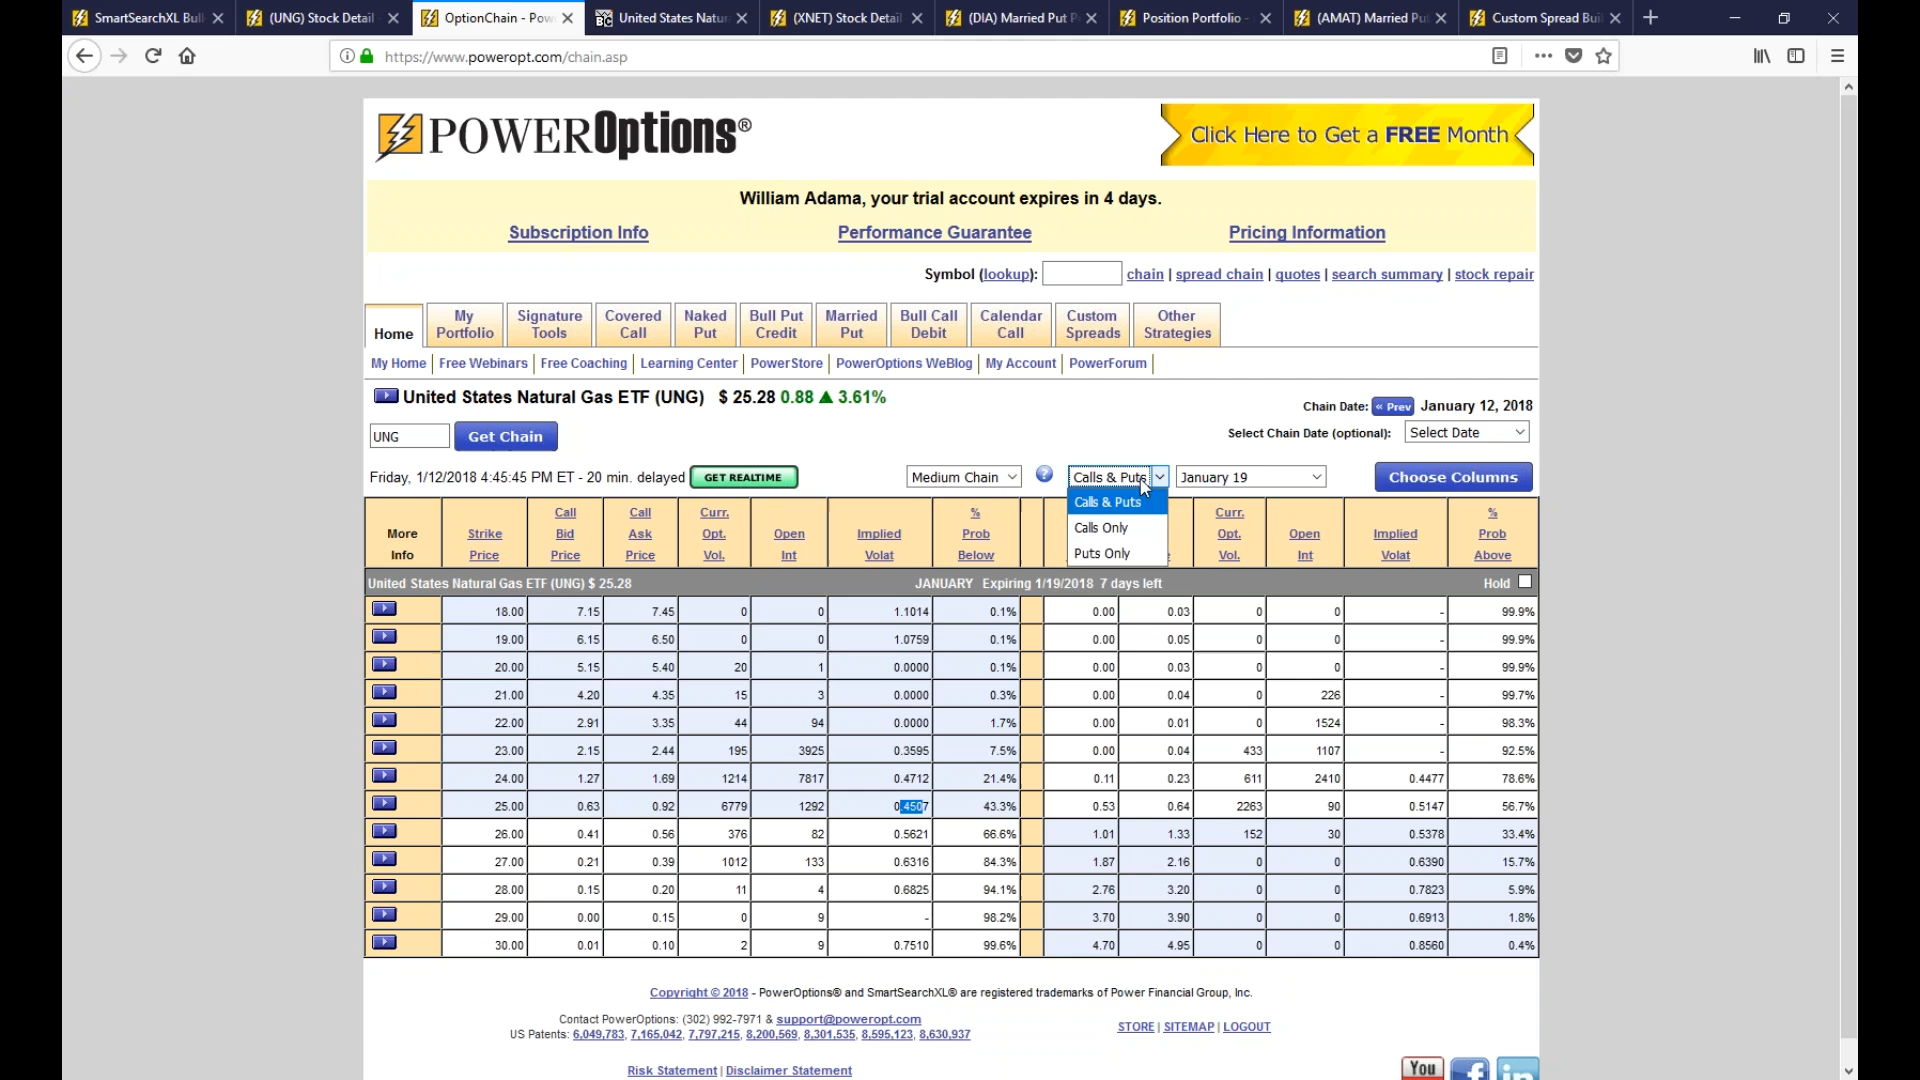 SmartSearchXL Bull
(UNG) Stock Detail
OptionChain - Pow
United States Natur
(XNET) Stock Detail
(DIA) Married Put P
Position Portfolio -
(AMAT) Married Pu
Custom Spread Bui
https://www.poweropt.com/chain.asp
POWEROptions®
Click Here to Get a FREE Month
William Adama, your trial account expires in 4 days.
Subscription Info Performance Guarantee Pricing Information
Symbol (lookup): chain | spread chain | quotes | search summary | stock repair
Home
My Portfolio
Signature Tools
Covered Call
Naked Put
Bull Put Credit
Married Put
Bull Call Debit
Calendar Call
Custom Spreads
Other Strategies
My Home | Free Webinars | Free Coaching | Learning Center | PowerStore | PowerOptions WeBlog | My Account | PowerForum |
United States Natural Gas ETF (UNG) $ 25.28 0.88 ▲ 3.61%
Chain Date: « Prev January 12, 2018
UNG Get Chain
Select Chain Date (optional): Select Date
Friday, 1/12/2018 4:45:45 PM ET - 20 min. delayed GET REALTIME Medium Chain ? Calls & Puts January 19 Choose Columns
Calls & Puts
Calls Only
Puts Only
More Info Strike Price Call Bid Price Call Ask Price Curr. Opt. Vol. Open Int Implied Volat % Prob Below Curr. Opt. Vol. Open Int Implied Volat % Prob Above
United States Natural Gas ETF (UNG) $ 25.28 JANUARY Expiring 1/19/2018 7 days left Hold
18.00 7.15 7.45 0 0 1.1014 0.1% 0.00 0.03 0 0 - 99.9%
19.00 6.15 6.50 0 0 1.0759 0.1% 0.00 0.05 0 0 - 99.9%
20.00 5.15 5.40 20 1 0.0000 0.1% 0.00 0.03 0 0 - 99.9%
21.00 4.20 4.35 15 3 0.0000 0.3% 0.00 0.04 0 226 - 99.7%
22.00 2.91 3.35 44 94 0.0000 1.7% 0.00 0.01 0 1524 - 98.3%
23.00 2.15 2.44 195 3925 0.3595 7.5% 0.00 0.04 433 1107 - 92.5%
24.00 1.27 1.69 1214 7817 0.4712 21.4% 0.11 0.23 611 2410 0.4477 78.6%
25.00 0.63 0.92 6779 1292 0.4507 43.3% 0.53 0.64 2263 90 0.5147 56.7%
26.00 0.41 0.56 376 82 0.5621 66.6% 1.01 1.33 152 30 0.5378 33.4%
27.00 0.21 0.39 1012 133 0.6316 84.3% 1.87 2.16 0 0 0.6390 15.7%
28.00 0.15 0.20 11 4 0.6825 94.1% 2.76 3.20 0 0 0.7823 5.9%
29.00 0.00 0.15 0 9 - 98.2% 3.70 3.90 0 0 0.6913 1.8%
30.00 0.01 0.10 2 9 0.7510 99.6% 4.70 4.95 0 0 0.8560 0.4%
Copyright © 2018 - PowerOptions® and SmartSearchXL® are registered trademarks of Power Financial Group, Inc.
Contact PowerOptions: (302) 992-7971 & support@poweropt.com
US Patents: 6,049,783, 7,165,042, 7,797,215, 8,200,569, 8,301,535, 8,595,123, 8,630,937
STORE | SITEMAP | LOGOUT
Risk Statement | Disclaimer Statement
You f in